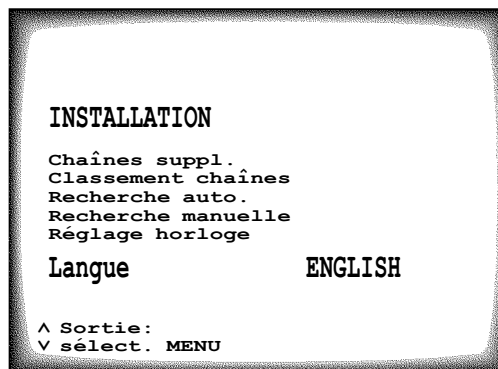 INSTALLATION
Chaînes suppl.
Classement chaînes
Recherche auto.
Recherche manuelle
Réglage horloge
Langue ENGLISH
^ Sortie:
v sélect. MENU